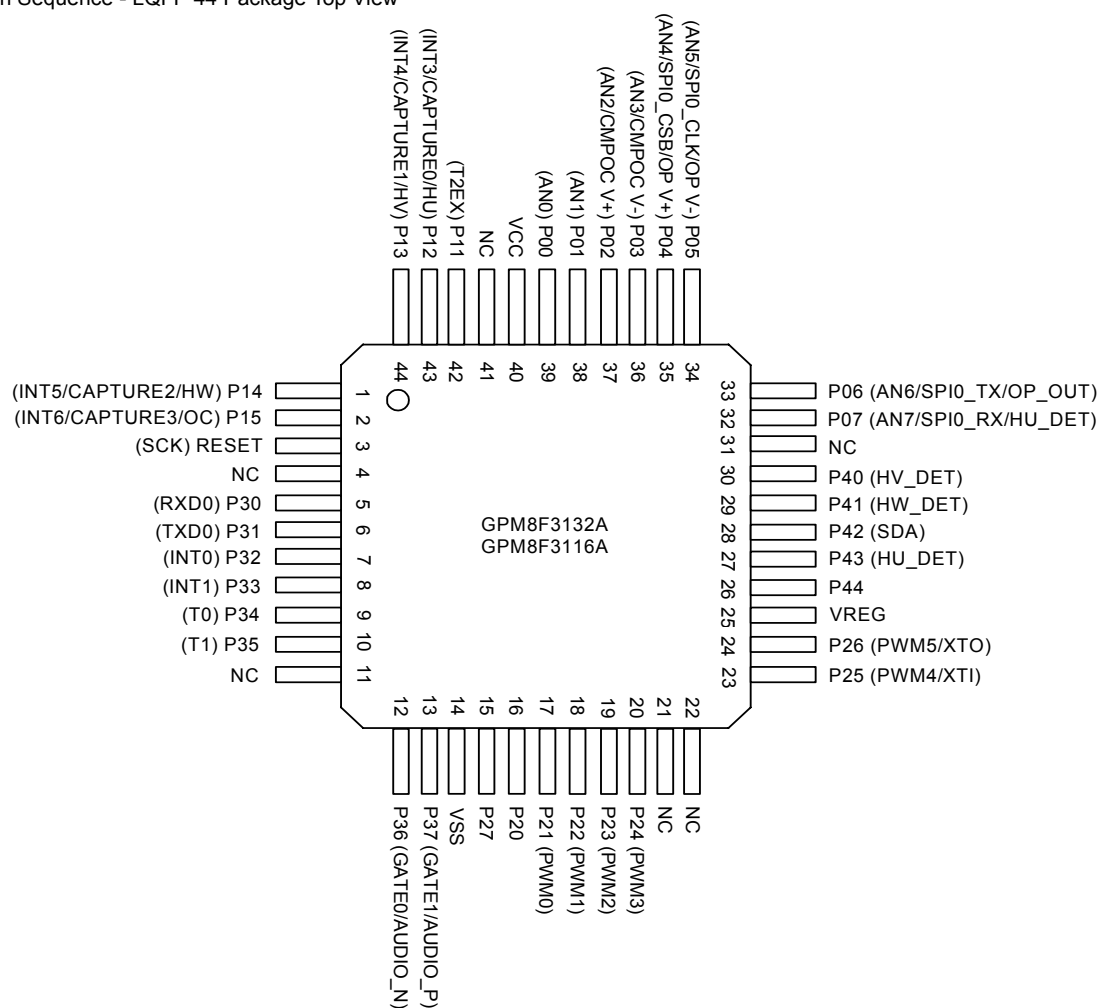 n Sequence - LQFP 44 Package Top View
(INT4/CAPTURE1/HV) P13
(INT3/CAPTURE0/HU) P12
(T2EX) P11
NC
VCC
(AN0) P00
(AN1) P01
(AN2/CMPOC V+) P02
(AN3/CMPOC V-) P03
(AN4/SPI0_CSB/OP V+) P04
(AN5/SPI0_CLK/OP V-) P05
44
43
42
41
40
39
38
37
36
35
34
(INT5/CAPTURE2/HW) P14
(INT6/CAPTURE3/OC) P15
(SCK) RESET
NC
(RXD0) P30
(TXD0) P31
(INT0) P32
(INT1) P33
(T0) P34
(T1) P35
NC
1
2
3
4
5
6
7
8
9
10
11
GPM8F3132A
GPM8F3116A
33
32
31
30
29
28
27
26
25
24
23
P06 (AN6/SPI0_TX/OP_OUT)
P07 (AN7/SPI0_RX/HU_DET)
NC
P40 (HV_DET)
P41 (HW_DET)
P42 (SDA)
P43 (HU_DET)
P44
VREG
P26 (PWM5/XTO)
P25 (PWM4/XTI)
12
13
14
15
16
17
18
19
20
21
22
P36 (GATE0/AUDIO_N)
P37 (GATE1/AUDIO_P)
VSS
P27
P20
P21 (PWM0)
P22 (PWM1)
P23 (PWM2)
P24 (PWM3)
NC
NC